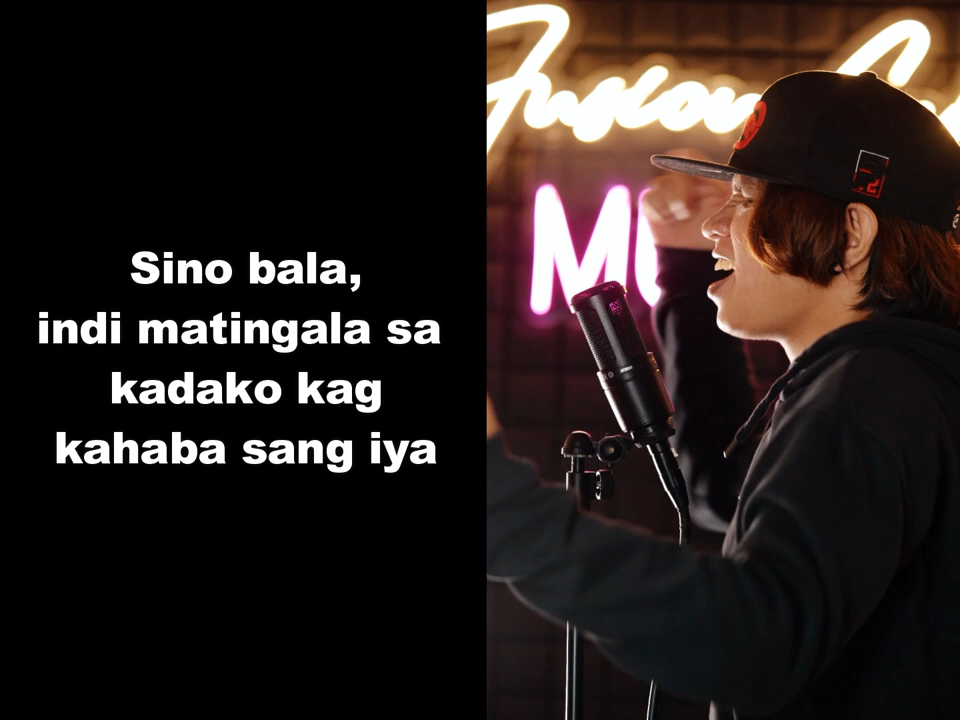 Sino bala,
indi matingala sa
kadako kag
kahaba sang iya